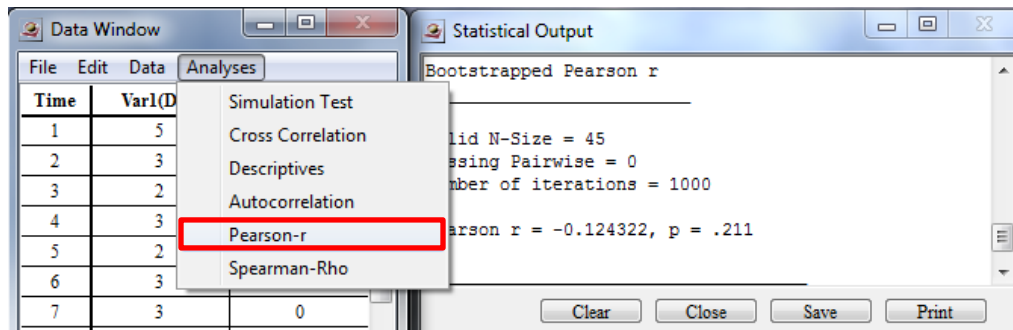 Data Window
File Edit Data Analyses
Time Var1(D
1 5
2 3
3 2
4 3
5 2
6 3
7 3 0
Simulation Test
Cross Correlation
Descriptives
Autocorrelation
Pearson-r
Spearman-Rho
Statistical Output
Bootstrapped Pearson r
lid N-Size = 45
ssing Pairwise = 0
mber of iterations = 1000
arson r = -0.124322, p = .211
Clear Close Save Print